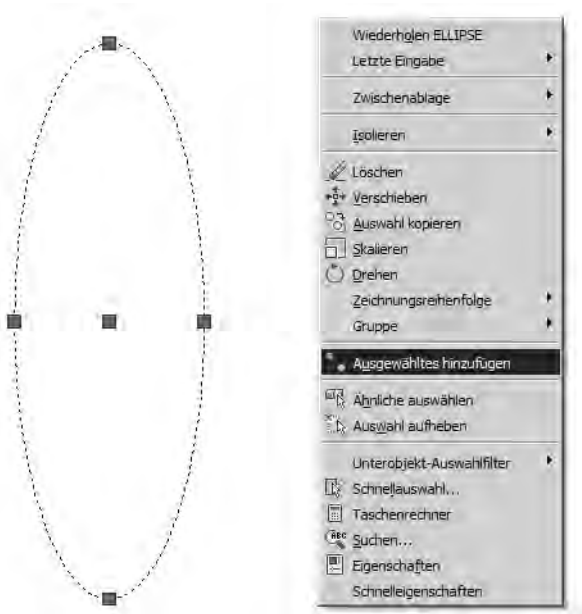 Wiederholen ELLIPSE
Letzte Eingabe
Zwischenablage
Isolieren
Löschen
Verschieben
Auswahl kopieren
Skalieren
Drehen
Zeichnungsreihenfolge
Gruppe
Ausgewähltes hinzufügen
Ähnliche auswählen
Auswahl aufheben
Unterobjekt-Auswahlfilter
Schnellauswahl...
Taschenrechner
Suchen...
Eigenschaften
Schnelleigenschaften